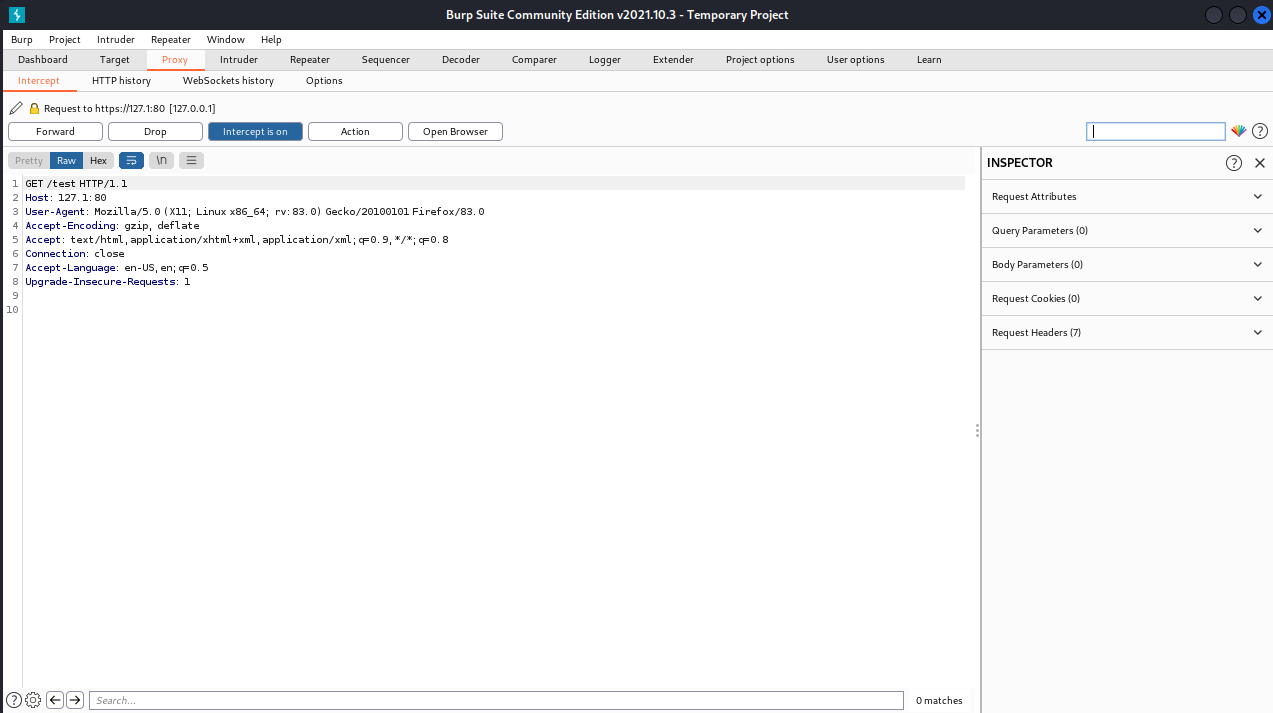 Burp Suite Community Edition v2021.10.3 - Temporary Project
Burp Project Intruder Repeater Window Help
Dashboard Target Proxy Intruder Repeater Sequencer Decoder Comparer Logger Extender Project options User options Learn
Intercept HTTP history WebSockets history Options
Request to https://127.1:80 [127.0.0.1]
Forward Drop Intercept is on Action Open Browser
?
Pretty Raw Hex \n
INSPECTOR ?
1 GET /test HTTP/1.1
2 Host: 127.1:80
3 User-Agent: Mozilla/5.0 (X11; Linux x86_64; rv:83.0) Gecko/20100101 Firefox/83.0
4 Accept-Encoding: gzip, deflate
5 Accept: text/html,application/xhtml+xml,application/xml;q=0.9,*/*;q=0.8
6 Connection: close
7 Accept-Language: en-US,en;q=0.5
8 Upgrade-Insecure-Requests: 1
9
10
Request Attributes
Query Parameters (0)
Body Parameters (0)
Request Cookies (0)
Request Headers (7)
? Search... 0 matches